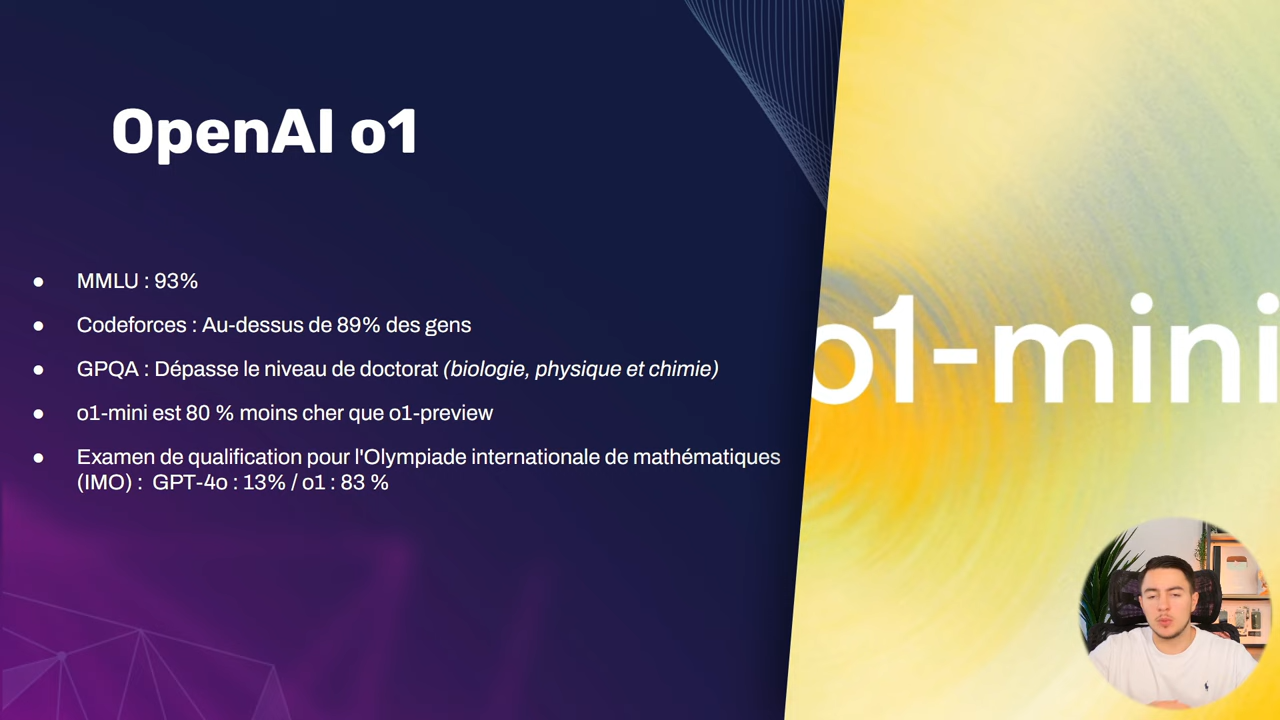 OpenAI o1
● MMLU : 93%
● Codeforces : Au-dessus de 89% des gens
● GPQA : Dépasse le niveau de doctorat (biologie, physique et chimie)
● o1-mini est 80 % moins cher que o1-preview
● Examen de qualification pour l'Olympiade internationale de mathématiques
(IMO) : GPT-4o : 13% / o1 : 83 %
o1-mini